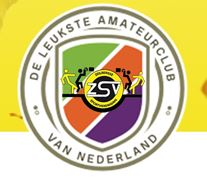 DE LEUKSTE AMATEURCLUB
ZSV
VAN NEDERLAND